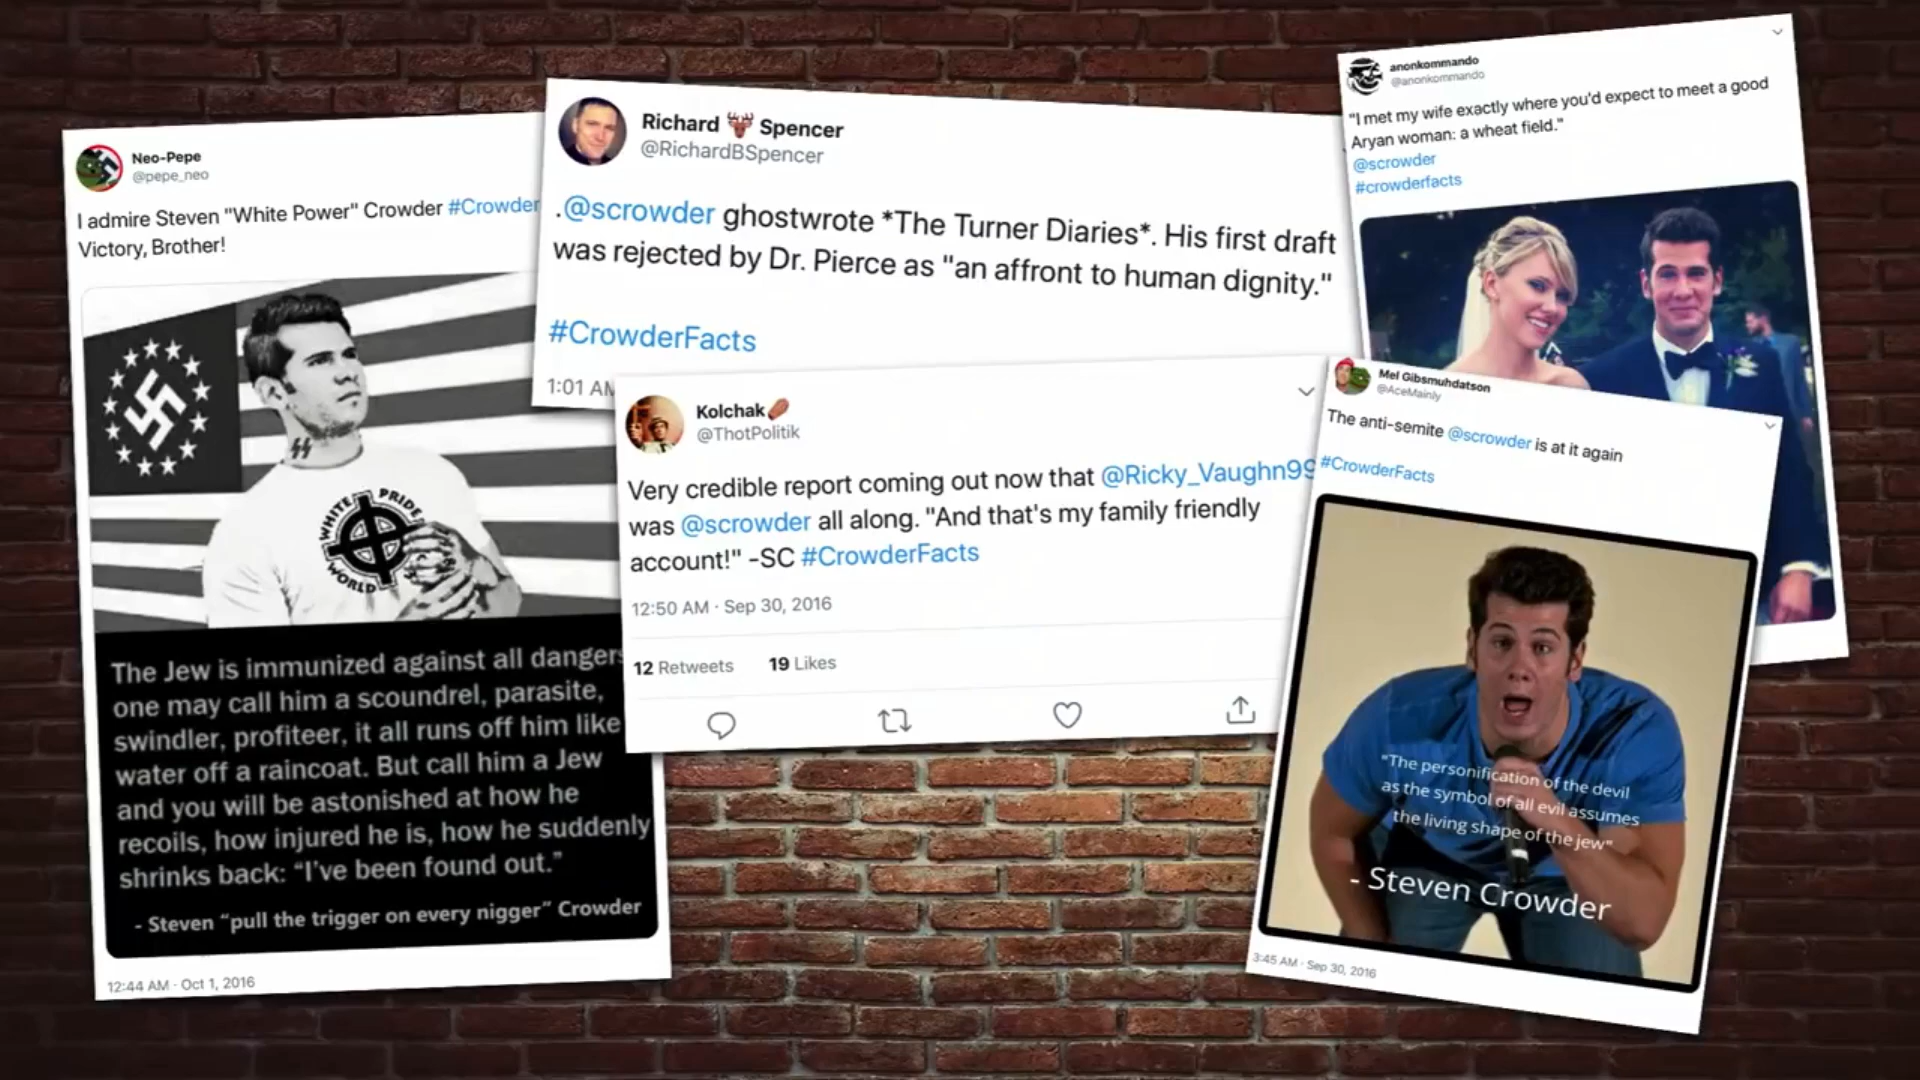 Neo-Pepe
@pepe_neo
I admire Steven "White Power" Crowder #Crowder
Victory, Brother!
WHITE PRIDE
WORLD
The Jew is immunized against all dangers
one may call him a scoundrel, parasite,
swindler, profiteer, it all runs off him like
water off a raincoat. But call him a Jew
and you will be astonished at how he
recoils, how injured he is, how he suddenly
shrinks back: “I’ve been found out.”
- Steven “pull the trigger on every nigger” Crowder
12:44 AM · Oct 1, 2016
Richard Spencer
@RichardBSpencer
.@scrowder ghostwrote *The Turner Diaries*. His first draft
was rejected by Dr. Pierce as "an affront to human dignity."
#CrowderFacts
1:01 AM
Kolchak
@ThotPolitik
Very credible report coming out now that @Ricky_Vaughn99
was @scrowder all along. "And that's my family friendly
account!" -SC #CrowderFacts
12:50 AM · Sep 30, 2016
12 Retweets 19 Likes
anonkommando
@anonkommando
"I met my wife exactly where you'd expect to meet a good
Aryan woman: a wheat field."
@scrowder
#crowderfacts
Mel Gibsmuhdatson
@AceMainly
The anti-semite @scrowder is at it again
#CrowderFacts
"The personification of the devil
as the symbol of all evil assumes
the living shape of the jew"
- Steven Crowder
3:45 AM · Sep 30, 2016